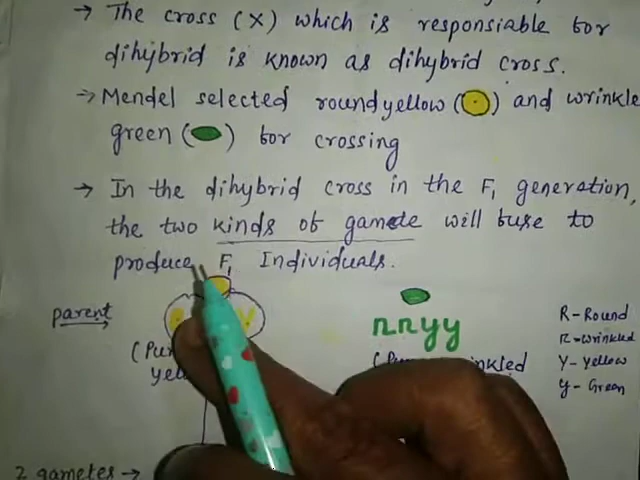 → The cross (X) which is responsiable for
dihybrid is known as dihybrid cross.
→ Mendel selected round yellow ( ) and wrinkle
green ( ) for crossing
→ In the dihybrid cross in the F1 generation,
the two kinds of gamete will fuse to
produce F1 Individuals.
parent
rryy
R - Round
r - wrinkled
Y - yellow
y - Green
2 gametes →